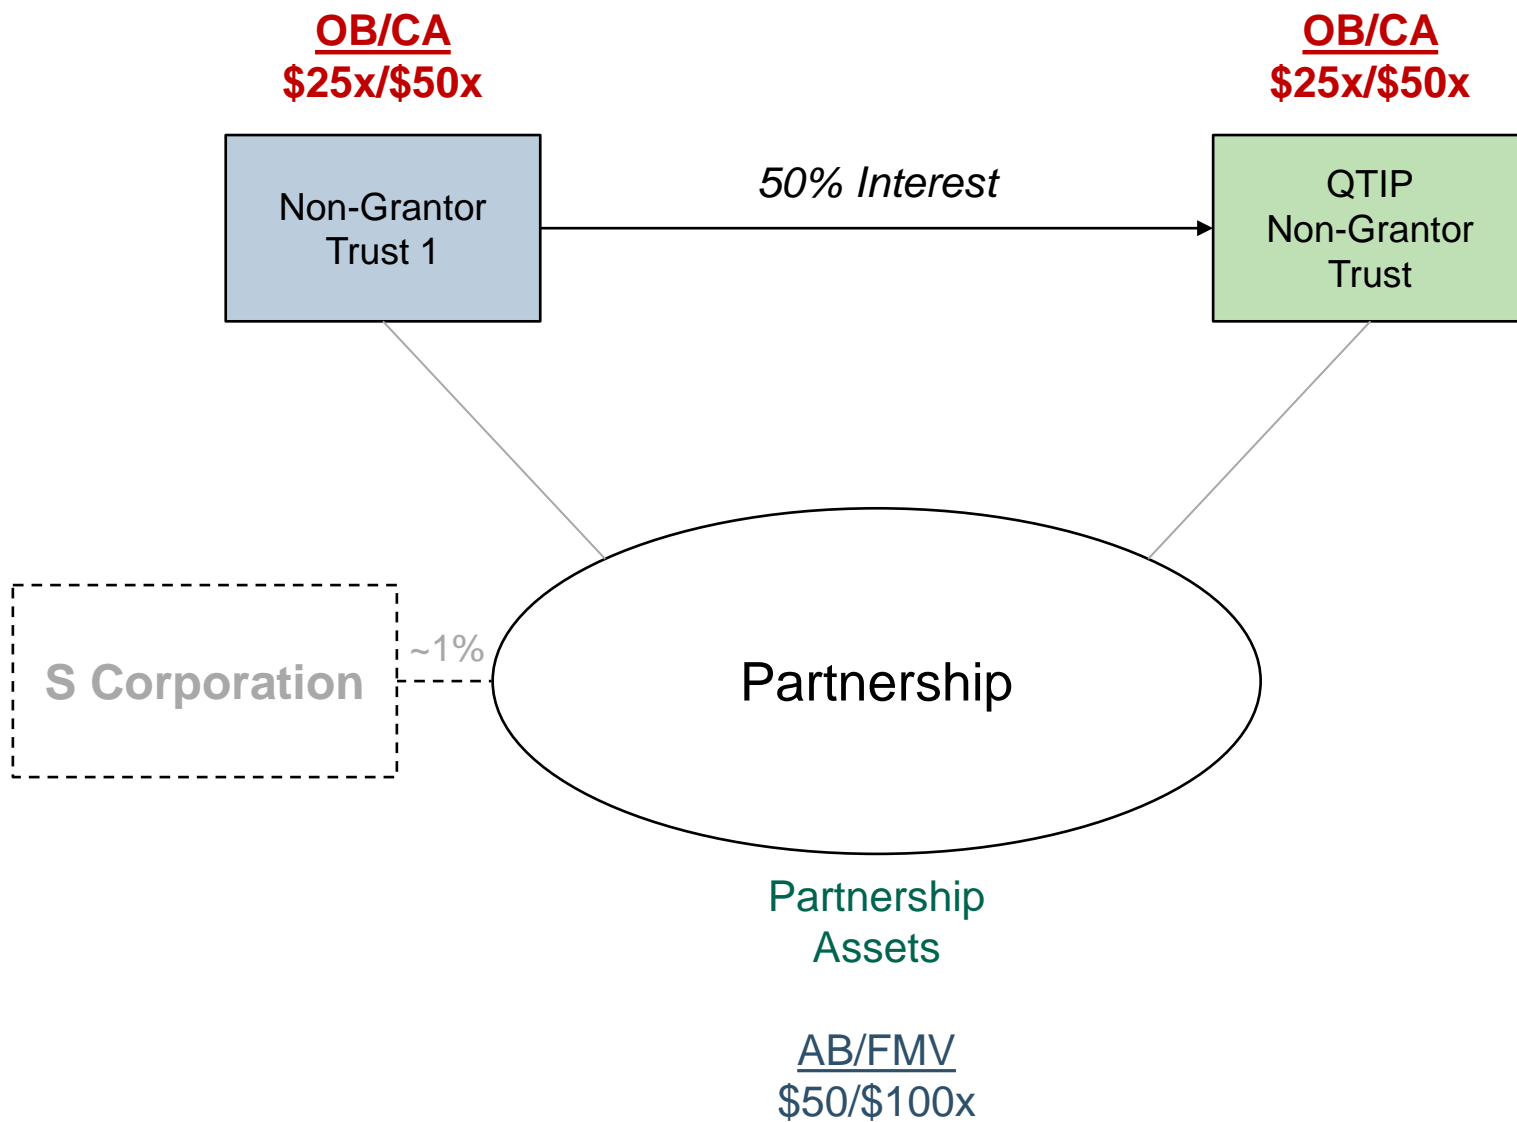 OB/CA
$25x/$50x
OB/CA
$25x/$50x
Non-Grantor
Trust 1
50% Interest
QTIP
Non-Grantor
Trust
S Corporation
~1%
Partnership
Partnership
Assets
AB/FMV
$50/$100x